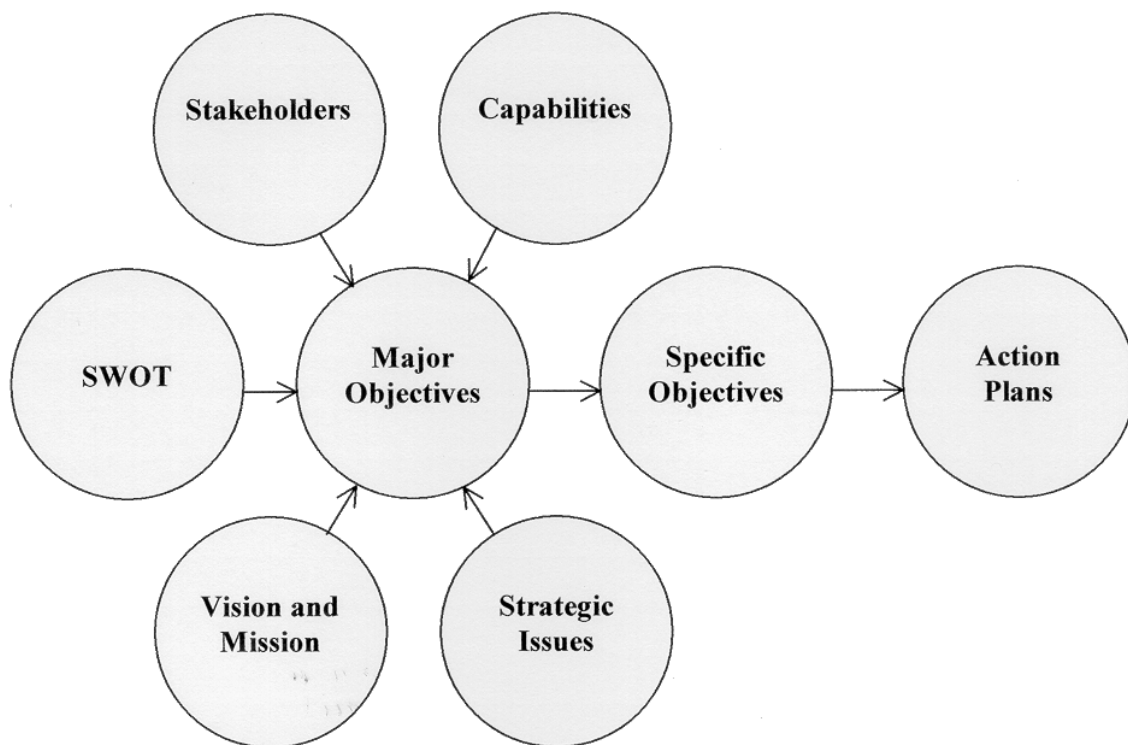 Stakeholders
Capabilities
SWOT
Major
Objectives
Specific
Objectives
Action
Plans
Vision and
Mission
Strategic
Issues